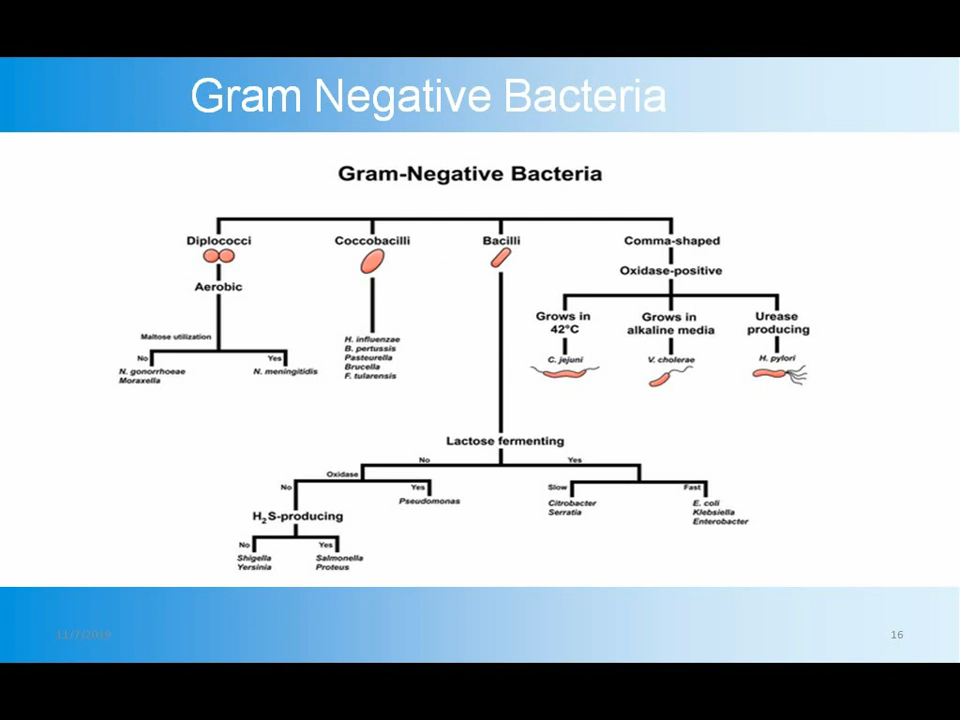 Gram Negative Bacteria
Gram-Negative Bacteria
Diplococci
Aerobic
Maltose utilization
No
N. gonorrhoeae
Moraxella
Yes
N. meningitidis
Coccobacilli
H. influenzae
B. pertussis
Pasteurella
Brucella
F. tularensis
Bacilli
Lactose fermenting
No
Oxidase
No
H2S-producing
No
Shigella
Yersinia
Yes
Salmonella
Proteus
Yes
Pseudomonas
Yes
Slow
Citrobacter
Serratia
Fast
E. coli
Klebsiella
Enterobacter
Comma-shaped
Oxidase-positive
Grows in
42°C
C. jejuni
Grows in
alkaline media
V. cholerae
Urease
producing
H. pylori
11/7/2019
16